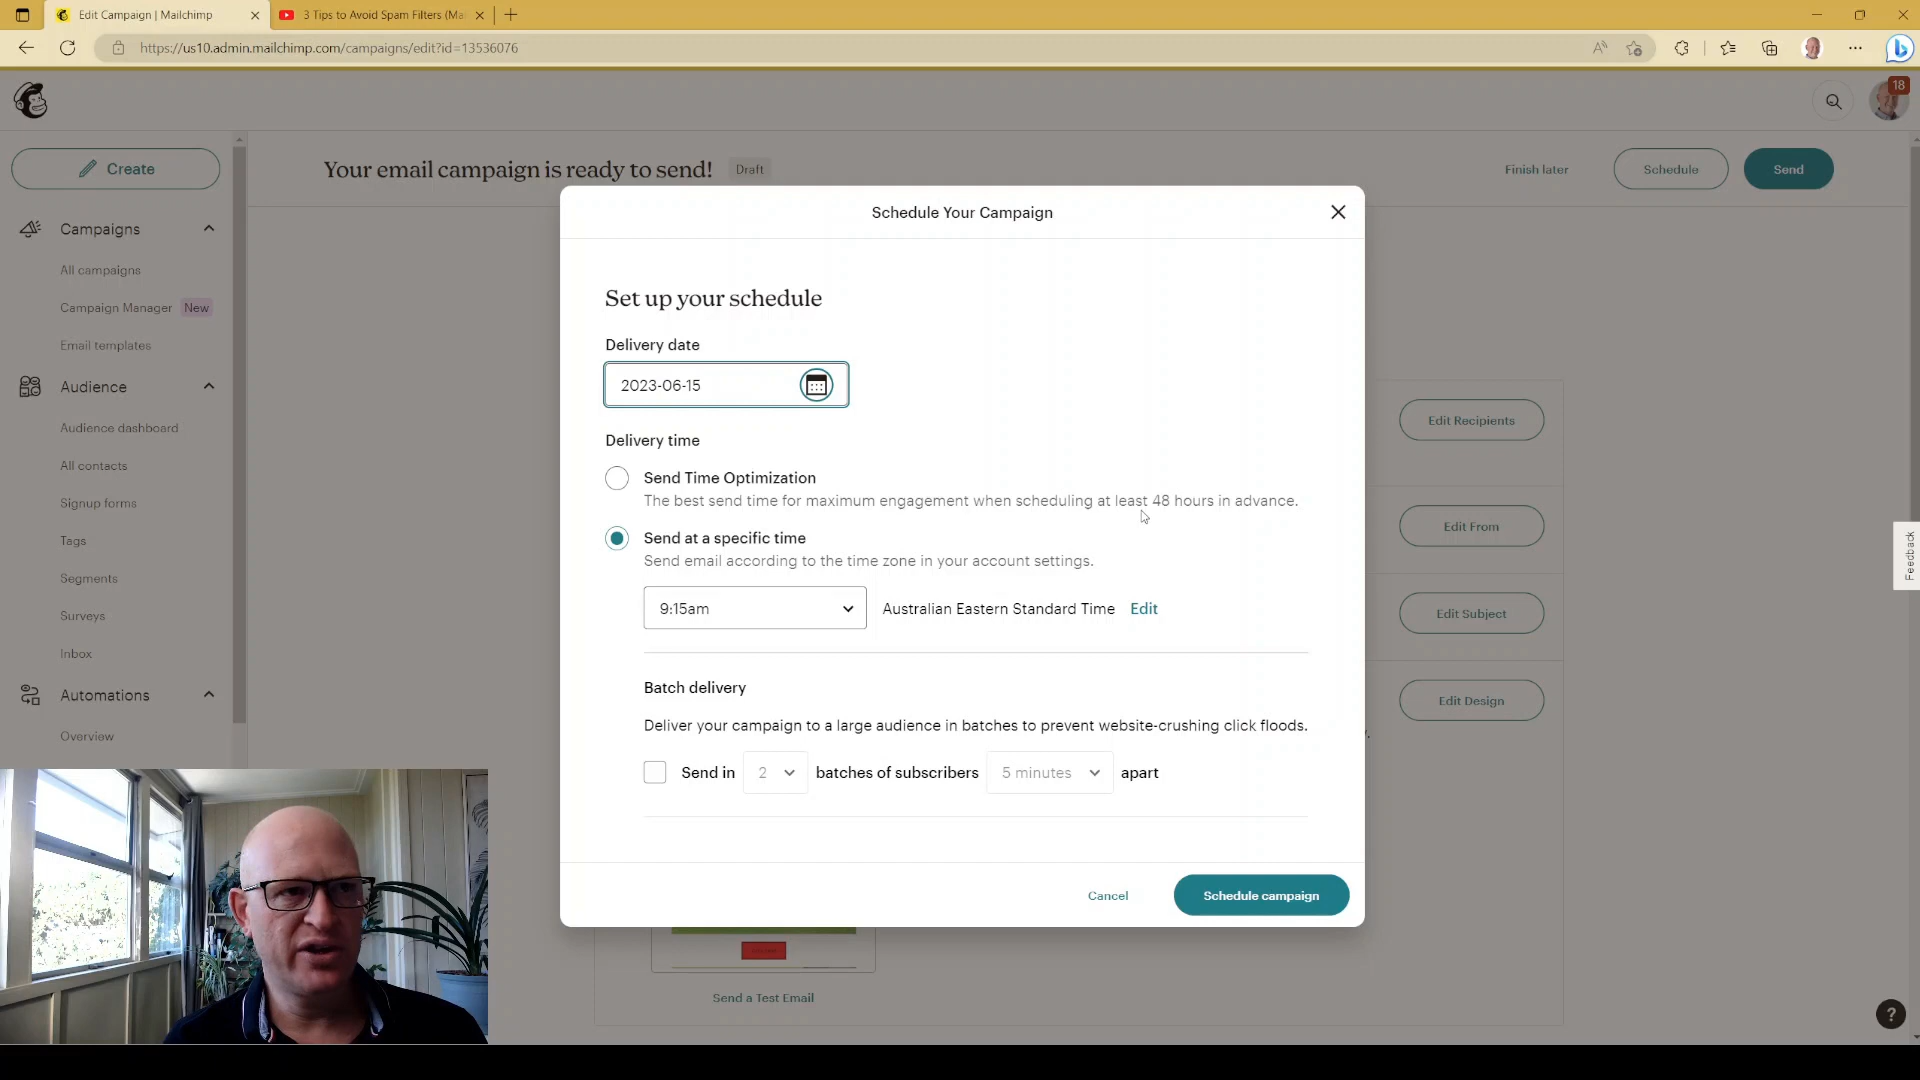 Edit Campaign | Mailchimp
3 Tips to Avoid Spam Filters (Ma
https://us10.admin.mailchimp.com/campaigns/edit?id=13536076
18
Create
Your email campaign is ready to send!
Draft
Finish later
Schedule
Send
Campaigns
All campaigns
Campaign Manager New
Email templates
Audience
Audience dashboard
All contacts
Signup forms
Tags
Segments
Surveys
Inbox
Automations
Overview
Schedule Your Campaign
Set up your schedule
Delivery date
2023-06-15
Delivery time
Send Time Optimization
The best send time for maximum engagement when scheduling at least 48 hours in advance.
Send at a specific time
Send email according to the time zone in your account settings.
9:15am
Australian Eastern Standard Time Edit
Batch delivery
Deliver your campaign to a large audience in batches to prevent website-crushing click floods.
Send in 2 batches of subscribers 5 minutes apart
Cancel
Schedule campaign
Edit Recipients
Edit From
Edit Subject
Edit Design
Send a Test Email
Feedback
?